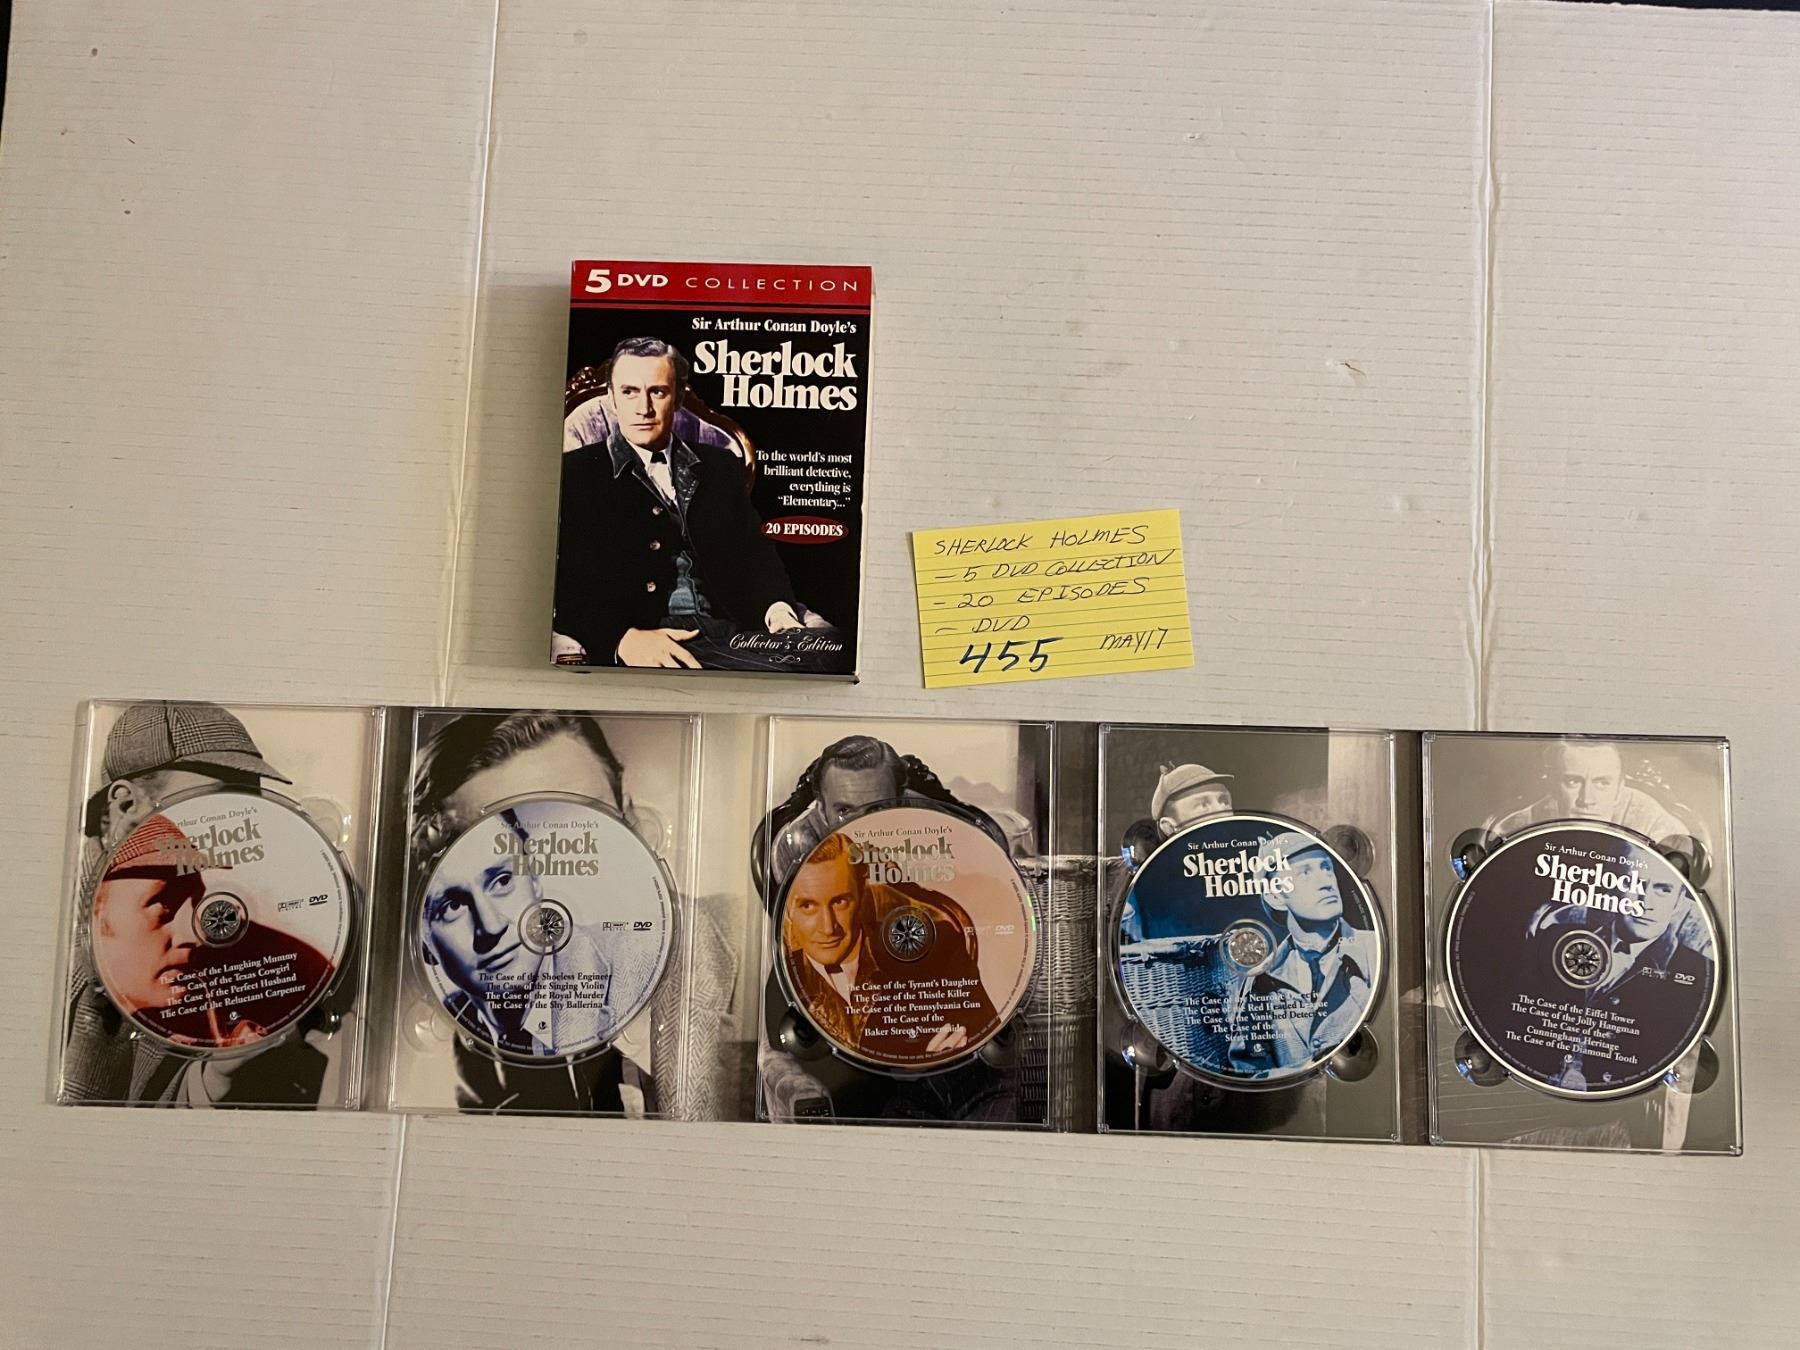 5 DVD COLLECTION
Sir Arthur Conan Doyle's
Sherlock
Holmes
To the world's most
brilliant detective,
everything is
"Elementary..."
20 EPISODES
Collector's Edition
SHERLOCK HOLMES
- 5 DVD COLLECTION
- 20 EPISODES
- DVD
455 MAY17
Arthur Conan Doyle's
Sherlock
Holmes
DVD
The Case of the Laughing Mummy
The Case of the Texas Cowgirl
The Case of the Perfect Husband
The Case of the Reluctant Carpenter
Sir Arthur Conan Doyle's
Sherlock
Holmes
DVD
The Case of the Shoeless Engineer
The Case of the Singing Violin
The Case of the Royal Murder
The Case of the Shy Ballerina
Sir Arthur Conan Doyle's
Sherlock
Holmes
DVD
The Case of the Tyrant's Daughter
The Case of the Thistle Killer
The Case of the Pennsylvania Gun
The Case of the
Baker Street Nursemaids
Sir Arthur Conan Doyle's
Sherlock
Holmes
The Case of the
The Case of the Red Headed League
The Case of the Vanished Detective
The Case of the
Street Bachelors
Sir Arthur Conan Doyle's
Sherlock
Holmes
DVD
The Case of the Eiffel Tower
The Case of the Jolly Hangman
The Case of the
Cunningham Heritage
The Case of the Diamond Tooth